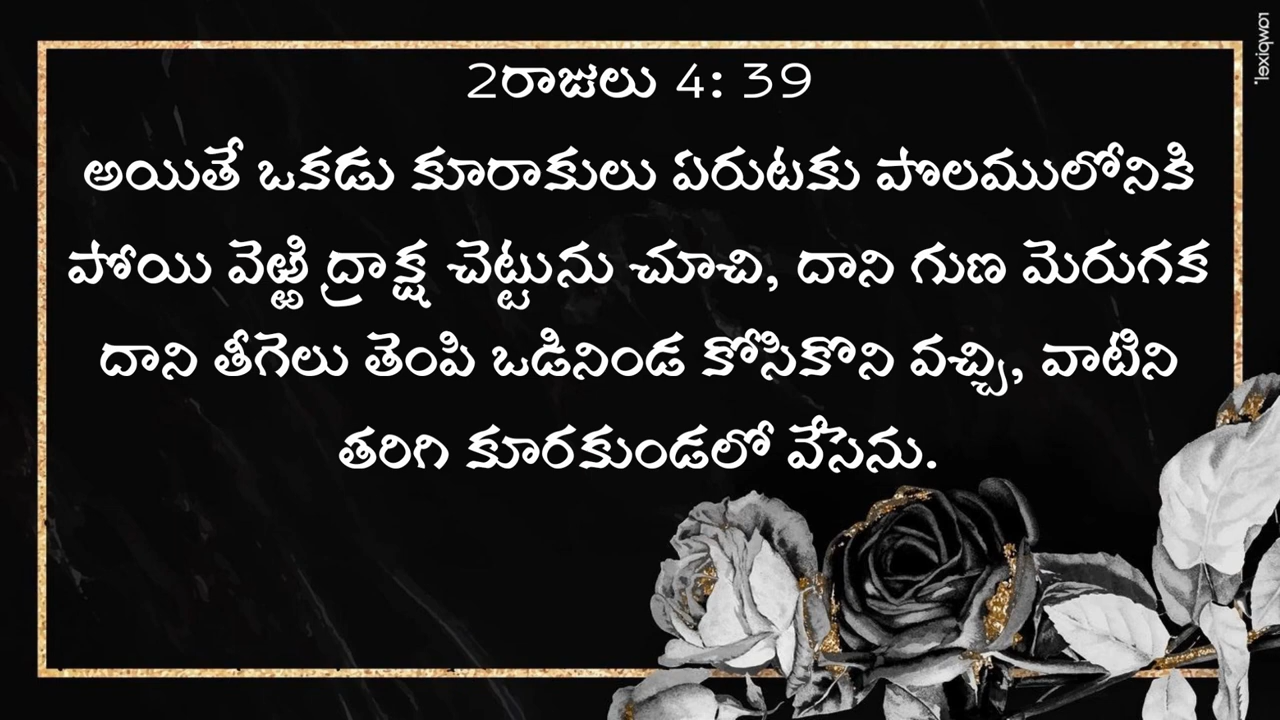 2రాజులు 4: 39
అయితే ఒకడు కూరాకులు ఏరుటకు పొలములోనికి
పోయి వెఱ్ఱి ద్రాక్ష చెట్టును చూచి, దాని గుణ మెరుగక
దాని తీగెలు తెంపి ఒడినిండ కోసికొని వచ్చి, వాటిని
తరిగి కూరకుండలో వేసెను.
rawpixel.